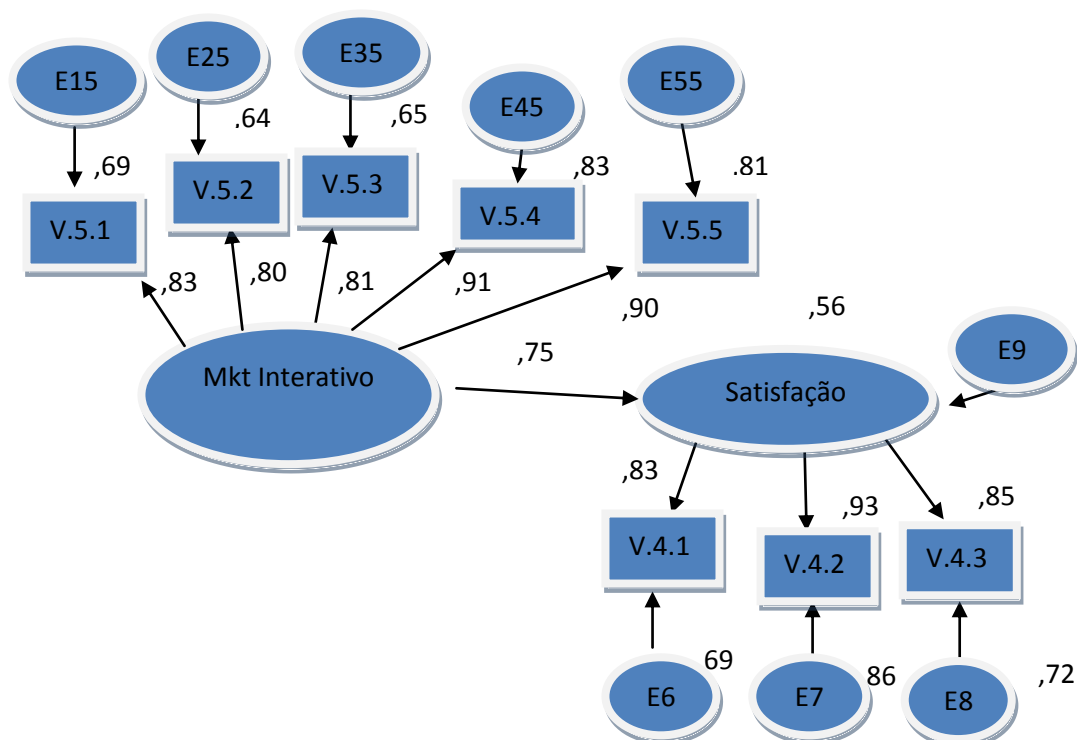 E15
E25
E35
E45
E55
,69
.64
,65
,83
.81
V.5.1
V.5.2
V.5.3
V.5.4
V.5.5
,83
,80
,81
,91
,90
,56
,75
E9
Mkt Interativo
Satisfação
,83
,93
,85
V.4.1
V.4.2
V.4.3
69
86
,72
E6
E7
E8